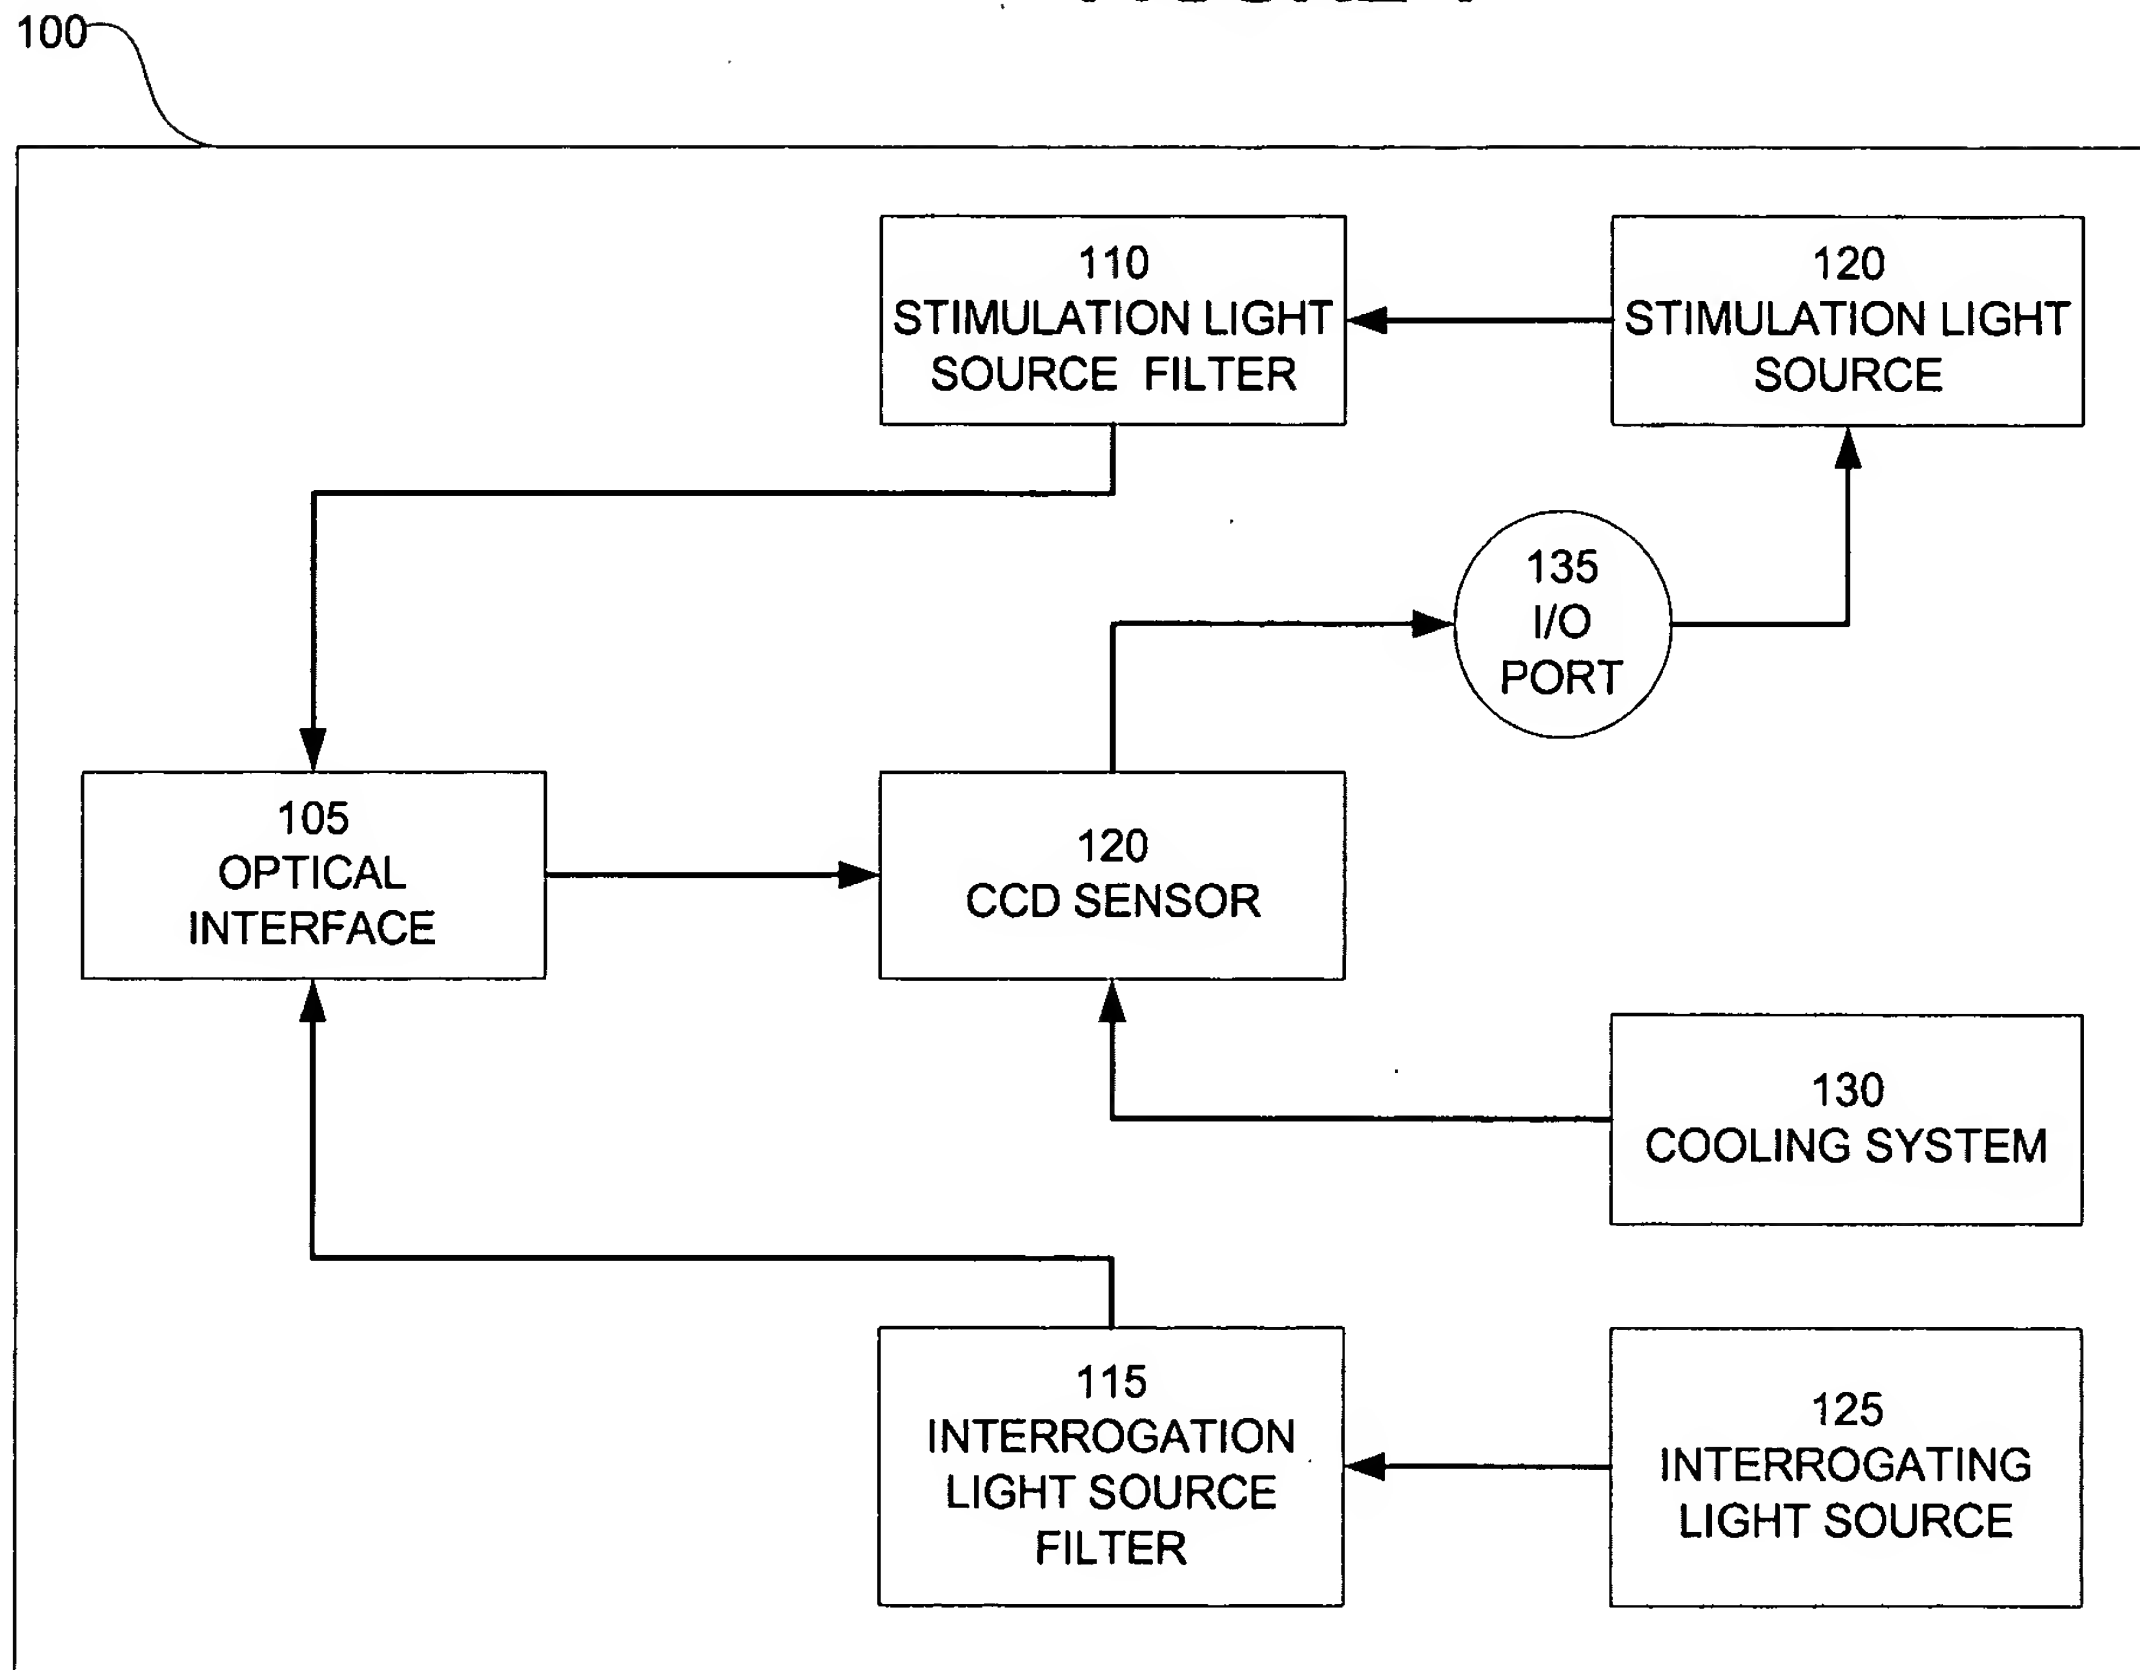 100
110
STIMULATION LIGHT
SOURCE FILTER
120
STIMULATION LIGHT
SOURCE
135
I/O
PORT
105
OPTICAL
INTERFACE
120
CCD SENSOR
130
COOLING SYSTEM
115
INTERROGATION
LIGHT SOURCE
FILTER
125
INTERROGATING
LIGHT SOURCE